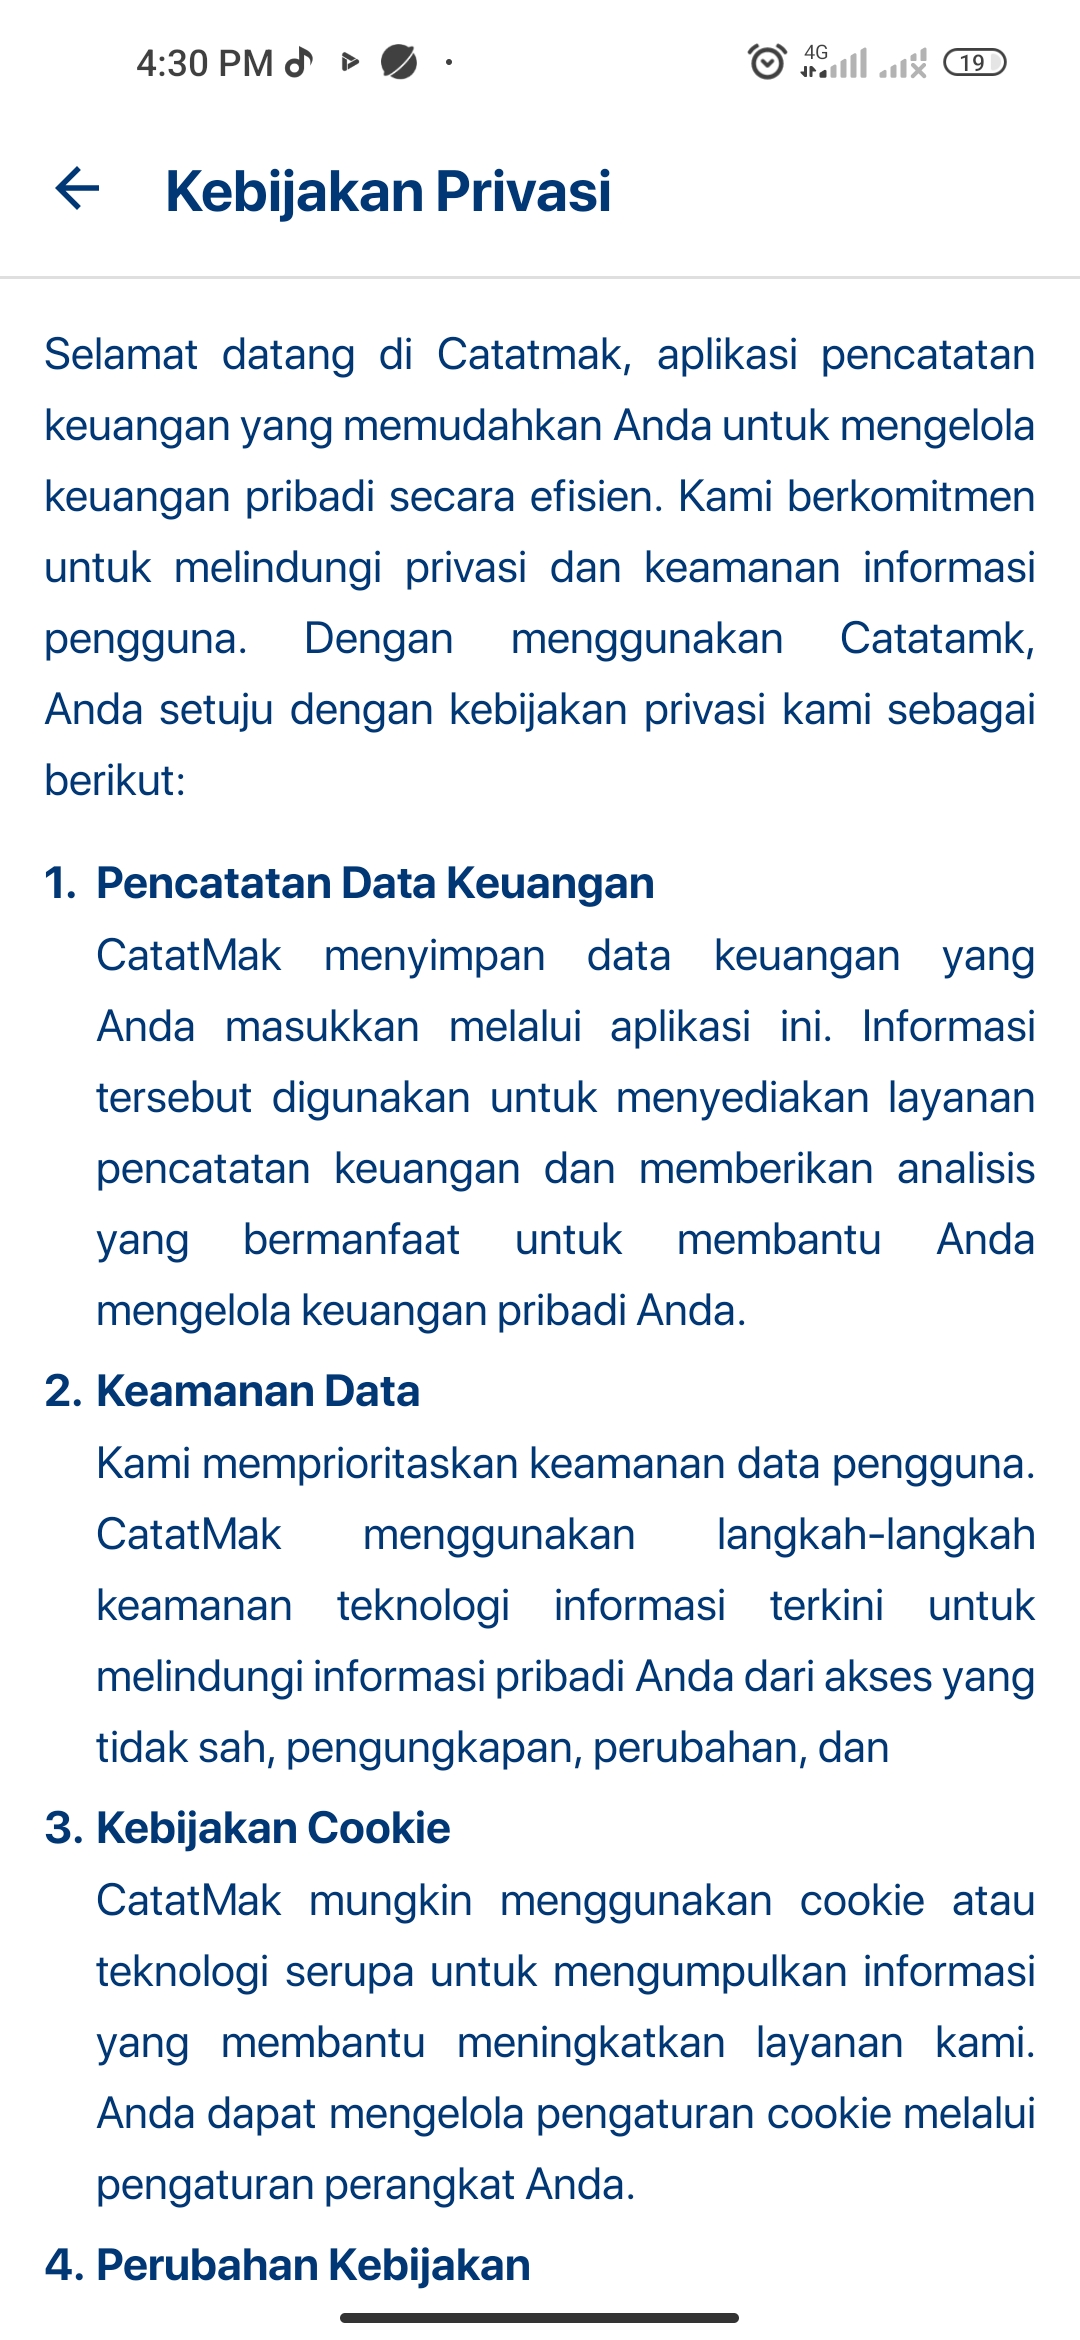 4:30 PM
4G
19
Kebijakan Privasi
Selamat datang di Catatmak, aplikasi pencatatan
keuangan yang memudahkan Anda untuk mengelola
keuangan pribadi secara efisien. Kami berkomitmen
untuk melindungi privasi dan keamanan informasi
pengguna. Dengan menggunakan Catatamk,
Anda setuju dengan kebijakan privasi kami sebagai
berikut:
1. Pencatatan Data Keuangan
CatatMak menyimpan data keuangan yang
Anda masukkan melalui aplikasi ini. Informasi
tersebut digunakan untuk menyediakan layanan
pencatatan keuangan dan memberikan analisis
yang bermanfaat untuk membantu Anda
mengelola keuangan pribadi Anda.
2. Keamanan Data
Kami memprioritaskan keamanan data pengguna.
CatatMak menggunakan langkah-langkah
keamanan teknologi informasi terkini untuk
melindungi informasi pribadi Anda dari akses yang
tidak sah, pengungkapan, perubahan, dan
3. Kebijakan Cookie
CatatMak mungkin menggunakan cookie atau
teknologi serupa untuk mengumpulkan informasi
yang membantu meningkatkan layanan kami.
Anda dapat mengelola pengaturan cookie melalui
pengaturan perangkat Anda.
4. Perubahan Kebijakan